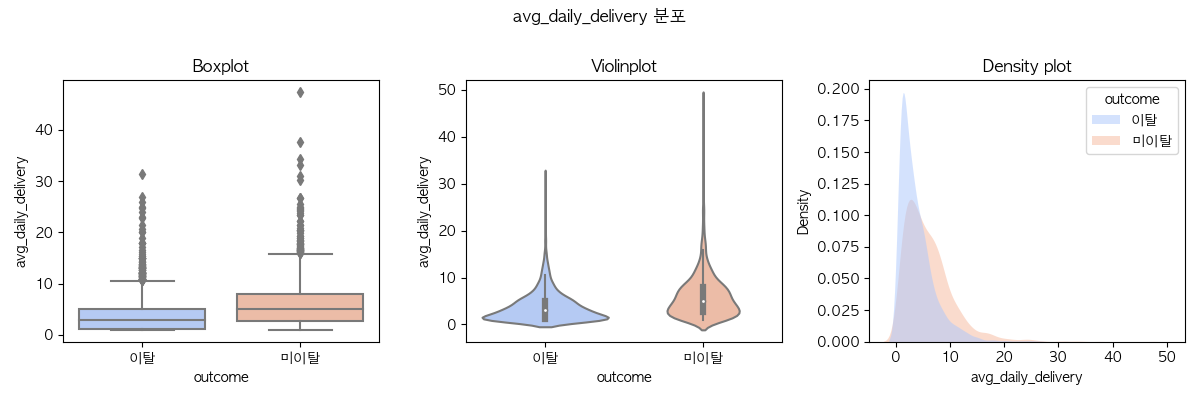 avg_daily_delivery 분포
Boxplot
avg_daily_delivery
40
30
20
10
0
이탈
미이탈
outcome
Violinplot
avg_daily_delivery
50
40
30
20
10
0
이탈
미이탈
outcome
Density plot
Density
0.200
0.175
0.150
0.125
0.100
0.075
0.050
0.025
0.000
outcome
이탈
미이탈
0 10 20 30 40 50
avg_daily_delivery